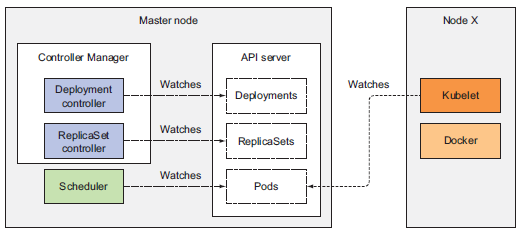 Master node
Node X
Controller Manager
API server
Deployment
controller
Watches
Deployments
Watches
Kubelet
ReplicaSet
controller
Watches
ReplicaSets
Docker
Scheduler
Watches
Pods